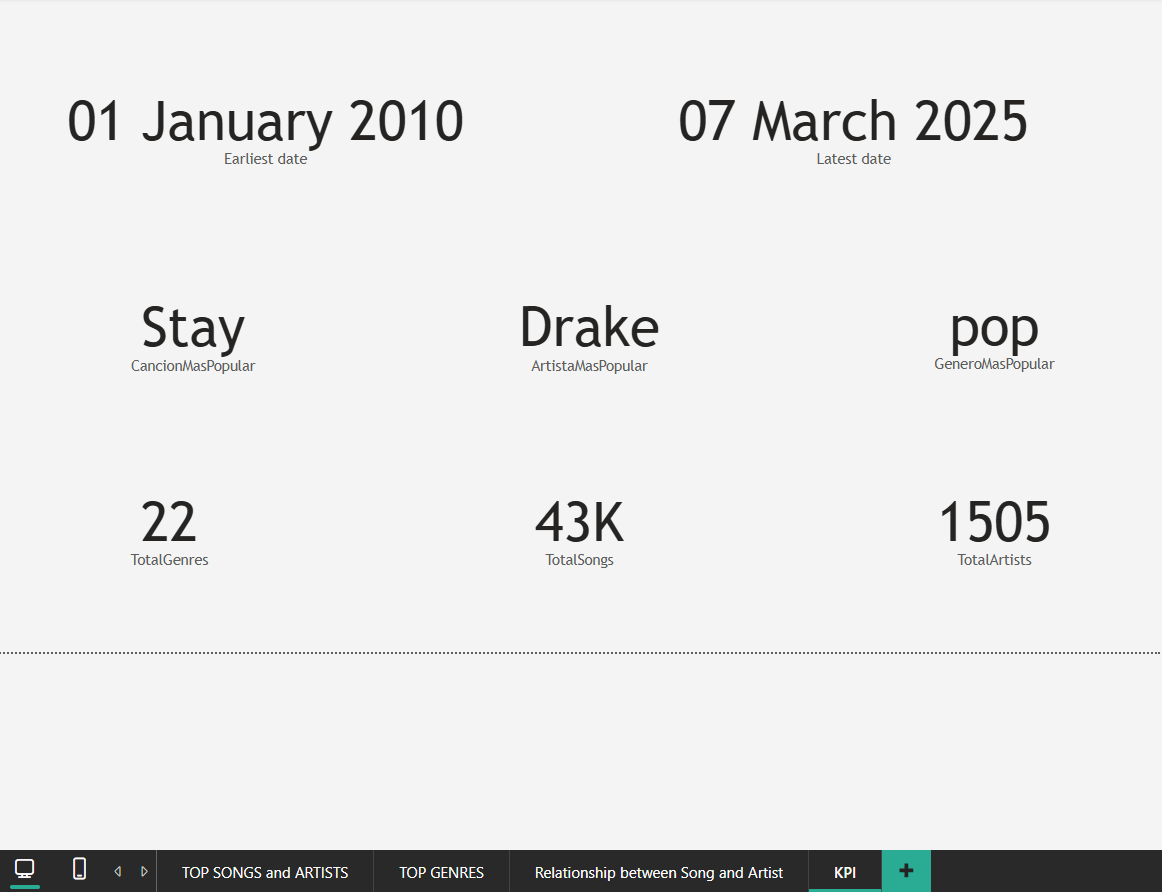 01 January 2010
Earliest date
07 March 2025
Latest date
Stay
CancionMasPopular
Drake
ArtistaMasPopular
pop
GeneroMasPopular
22
TotalGenres
43K
TotalSongs
1505
TotalArtists
TOP SONGS and ARTISTS
TOP GENRES
Relationship between Song and Artist
KPI